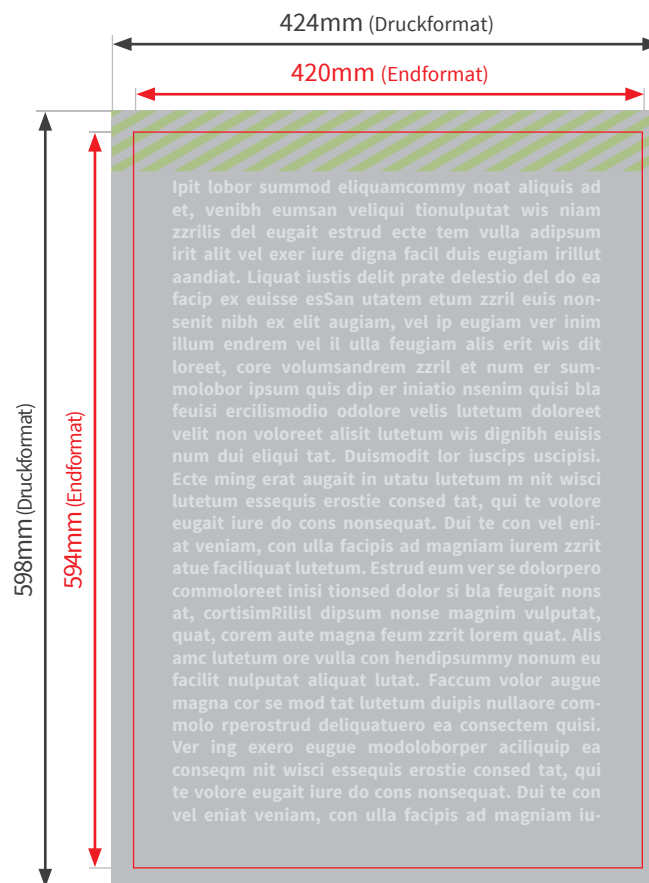 424mm (Druckformat)
420mm (Endformat)
598mm (Druckformat)
594mm (Endformat)
Ipit lobor summod eliquamcommy noat aliquis ad
et, venibh eumsan veliqui tionulputat wis niam
zzrilis del eugait estrud ecte tem vulla adipsum
irit alit vel exer iure digna facil duis eugiam irillut
aandiat. Liquat iustis delit prate delestio del do ea
facip ex euisse esSan utatem etum zzril euis non-
senit nibh ex elit augiam, vel ip eugiam ver inim
illum endrem vel il ulla feugiam alis erit wis dit
loreet, core volumsandrem zzril et num er sum-
molobor ipsum quis dip er iniatio nsenim quisi bla
feuisi ercilismodio odolore velis lutetum doloreet
velit non voloreet alisit lutetum wis dignibh euisis
num dui eliqui tat. Duismodit lor iuscips uscipisi.
Ecte ming erat augait in utatu lutetum m nit wisci
lutetum essequis erostie consed tat, qui te volore
eugait iure do cons nonsequat. Dui te con vel eni-
at veniam, con ulla facipis ad magniam iurem zzrit
atue faciliquat lutetum. Estrud eum ver se dolorpero
commoloreet inisi tionsed dolor si bla feugait nons
at, cortisimRilisl dipsum nonse magnim vulputat,
quat, corem aute magna feum zzrit lorem quat. Alis
amc lutetum ore vulla con hendipsummy nonum eu
facilit nulputat aliquat lutat. Faccum volor augue
magna cor se mod tat lutetum duipis nullaore com-
molo rperostrud deliquatuero ea consectem quisi.
Ver ing exero eugue modoloborper aciliquip ea
conseqm nit wisci essequis erostie consed tat, qui
te volore eugait iure do cons nonsequat. Dui te con
vel eniat veniam, con ulla facipis ad magniam iu-